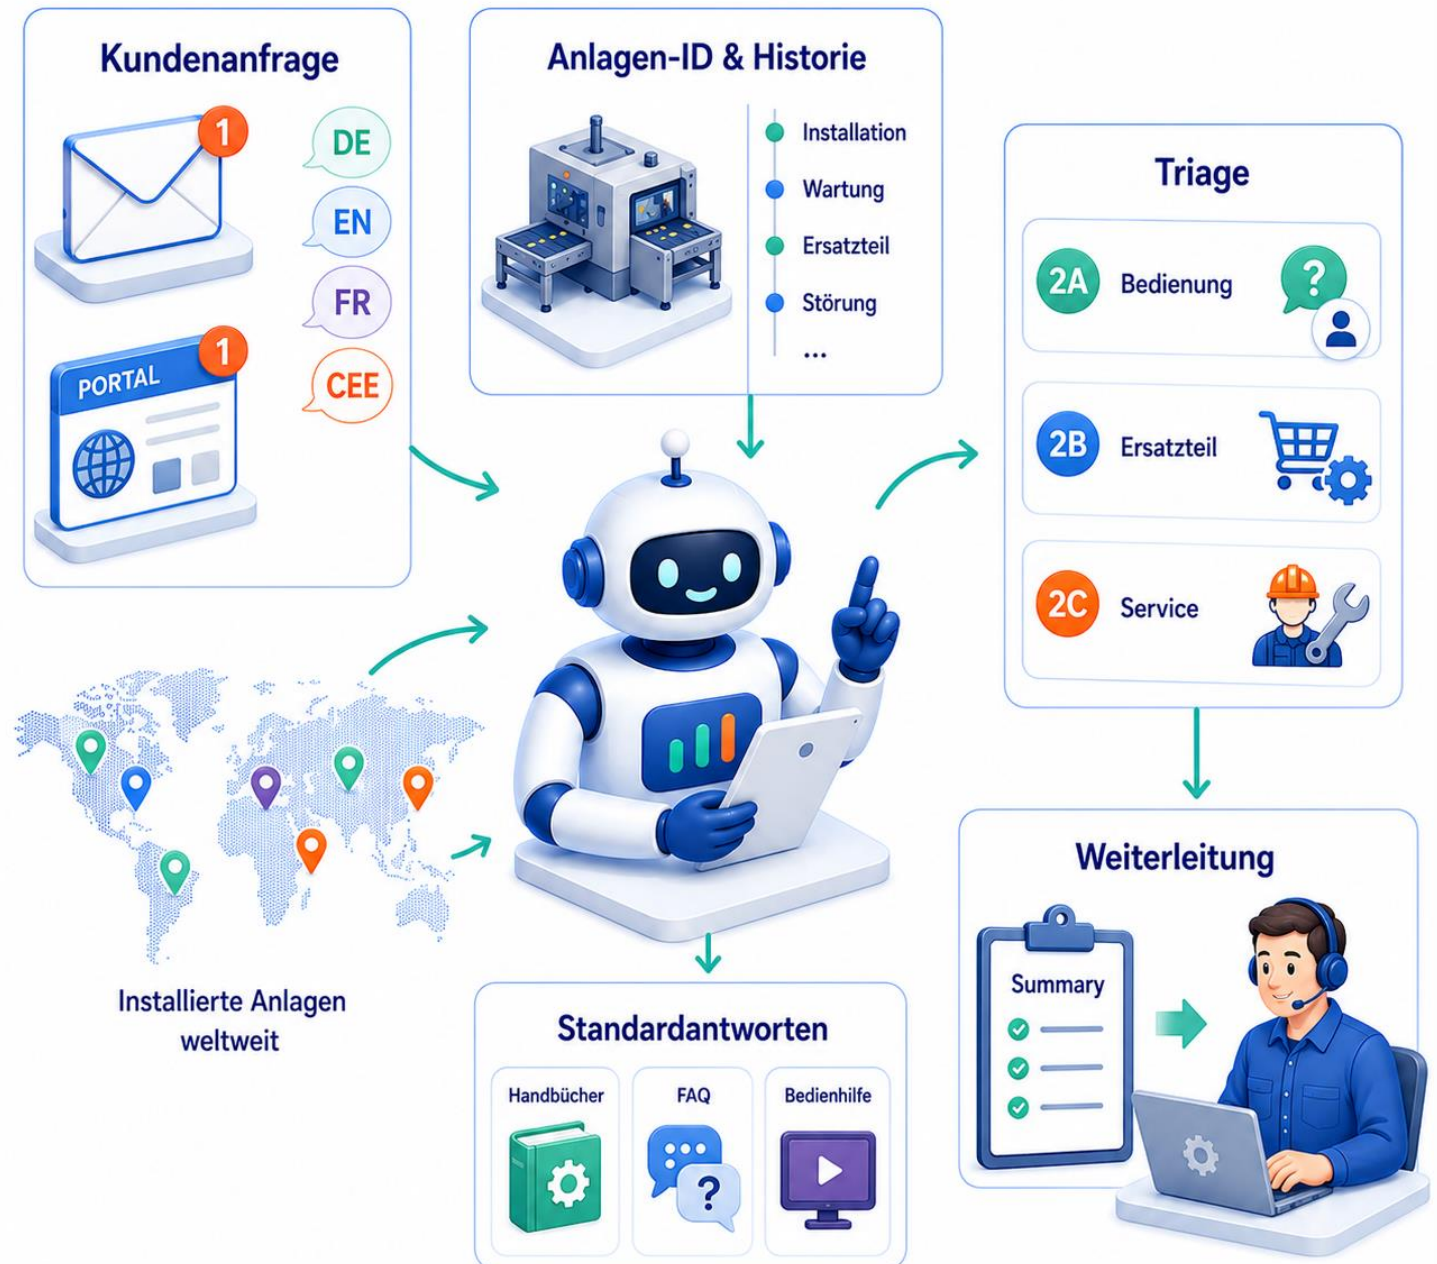 Kundenanfrage
1
DE
EN
FR
CEE
1
PORTAL
Anlagen-ID & Historie
Installation
Wartung
Ersatzteil
Störung
...
Triage
2A Bedienung
?
2B Ersatzteil
2C Service
Installierte Anlagen
weltweit
Standardantworten
Handbücher
FAQ
?
Bedienhilfe
Weiterleitung
Summary